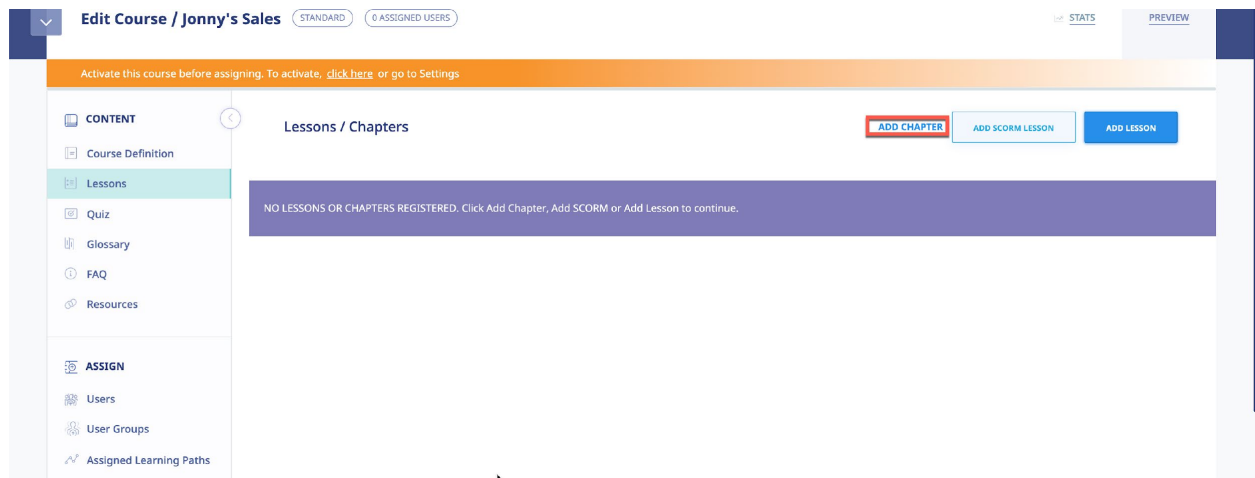 Edit Course / Jonny's Sales STANDARD 0 ASSIGNED USERS STATS PREVIEW
Activate this course before assigning. To activate, click here or go to Settings
CONTENT
Lessons / Chapters ADD CHAPTER ADD SCORM LESSON ADD LESSON
Course Definition
Lessons
NO LESSONS OR CHAPTERS REGISTERED. Click Add Chapter, Add SCORM or Add Lesson to continue.
Quiz
Glossary
FAQ
Resources
ASSIGN
Users
User Groups
Assigned Learning Paths